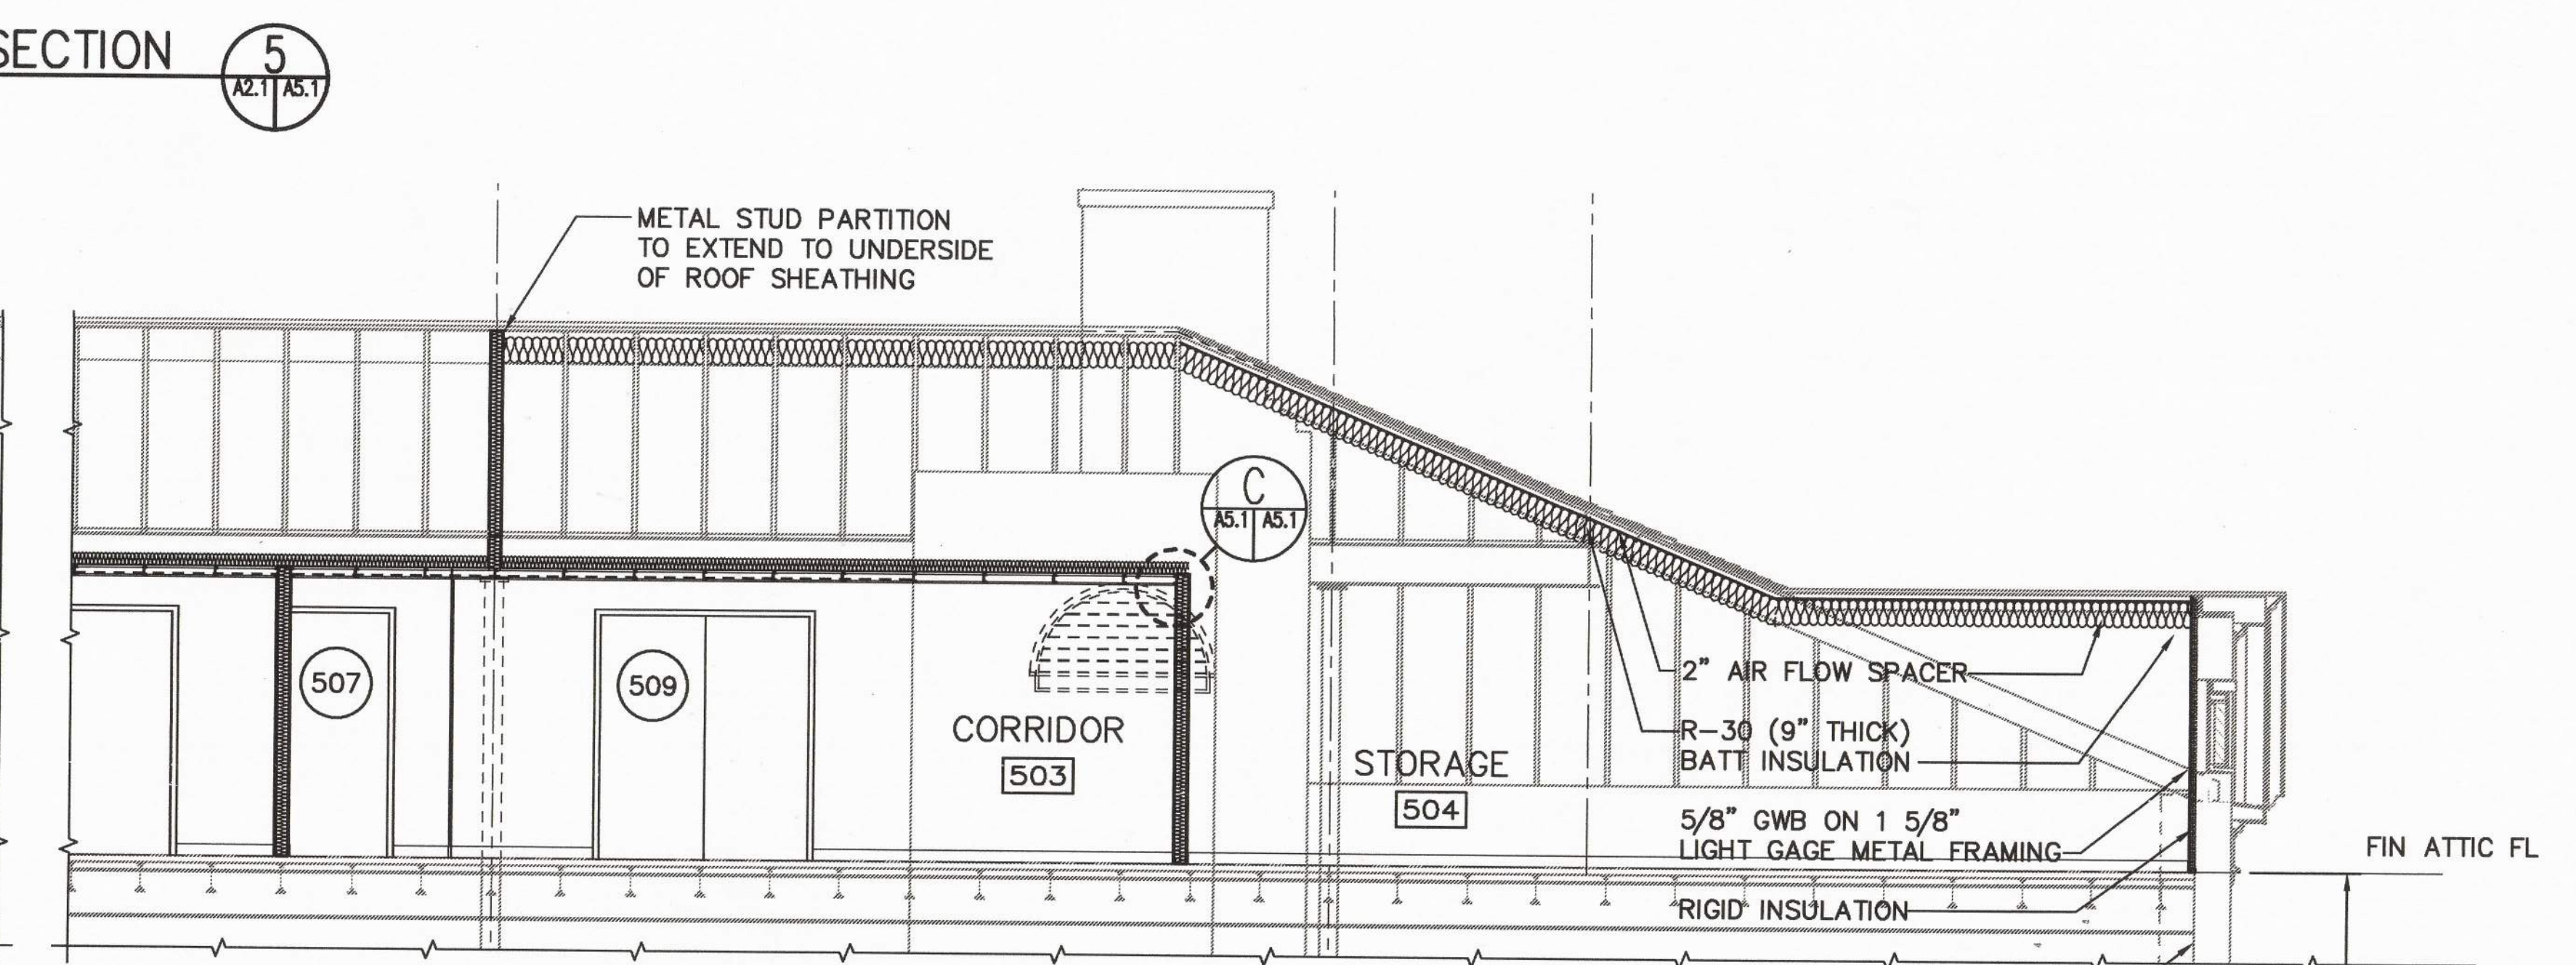 SECTION
5
A2.1 A5.1
METAL STUD PARTITION
TO EXTEND TO UNDERSIDE
OF ROOF SHEATHING
C
A5.1 A5.1
507
509
CORRIDOR
503
STORAGE
504
2" AIR FLOW SPACER
R-30 (9" THICK)
BATT INSULATION
5/8" GWB ON 1 5/8"
LIGHT GAGE METAL FRAMING
RIGID INSULATION
FIN ATTIC FL